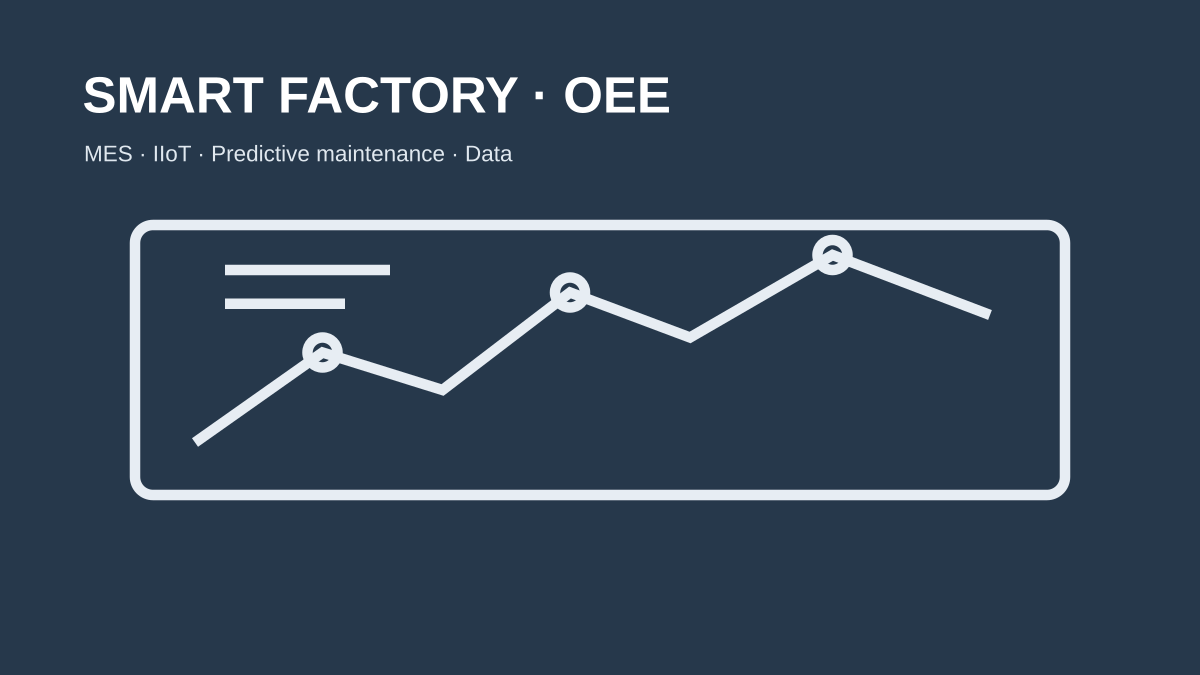 SMART FACTORY · OEE
MES · IIoT · Predictive maintenance · Data